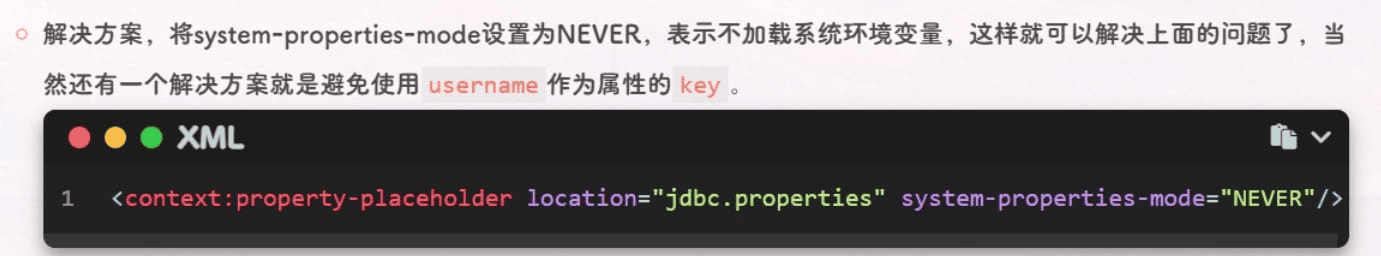 解决方案，将system-properties-mode设置为NEVER，表示不加载系统环境变量，这样就可以解决上面的问题了，当
然还有一个解决方案就是避免使用 username 作为属性的 key 。
XML
1 <context:property-placeholder location="jdbc.properties" system-properties-mode="NEVER"/>